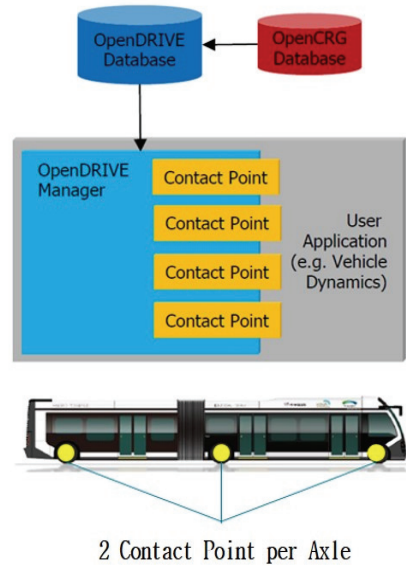 OpenDRIVE
Database
OpenCRG
Database
OpenDRIVE
Manager
Contact Point
Contact Point
Contact Point
Contact Point
User
Application
(e.g. Vehicle
Dynamics)
2 Contact Point per Axle